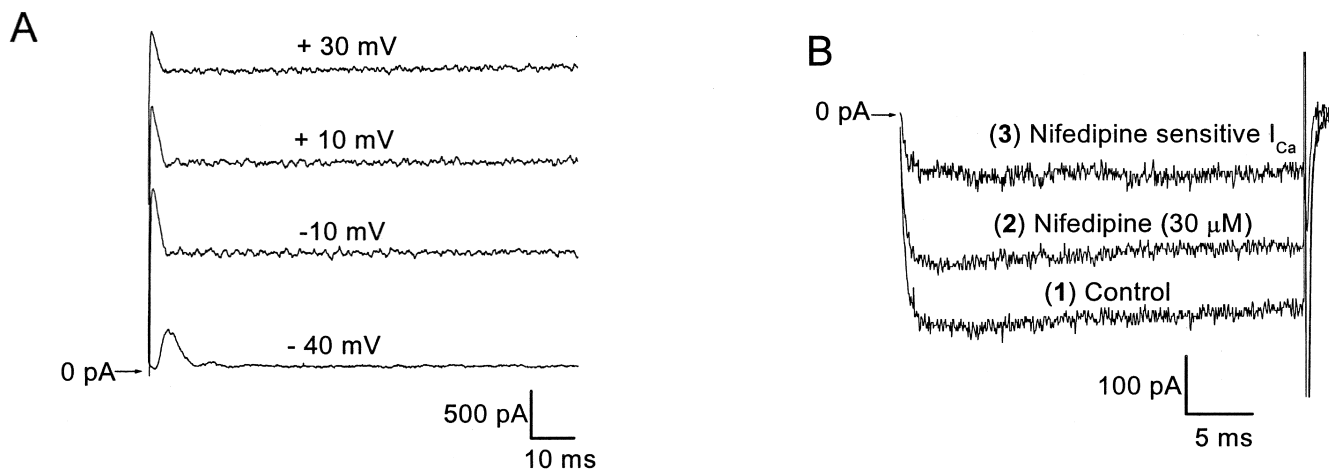 A
+ 30 mV
+ 10 mV
-10 mV
- 40 mV
0 pA
500 pA
10 ms
B
0 pA
(3) Nifedipine sensitive I Ca
(2) Nifedipine (30 μM)
(1) Control
100 pA
5 ms